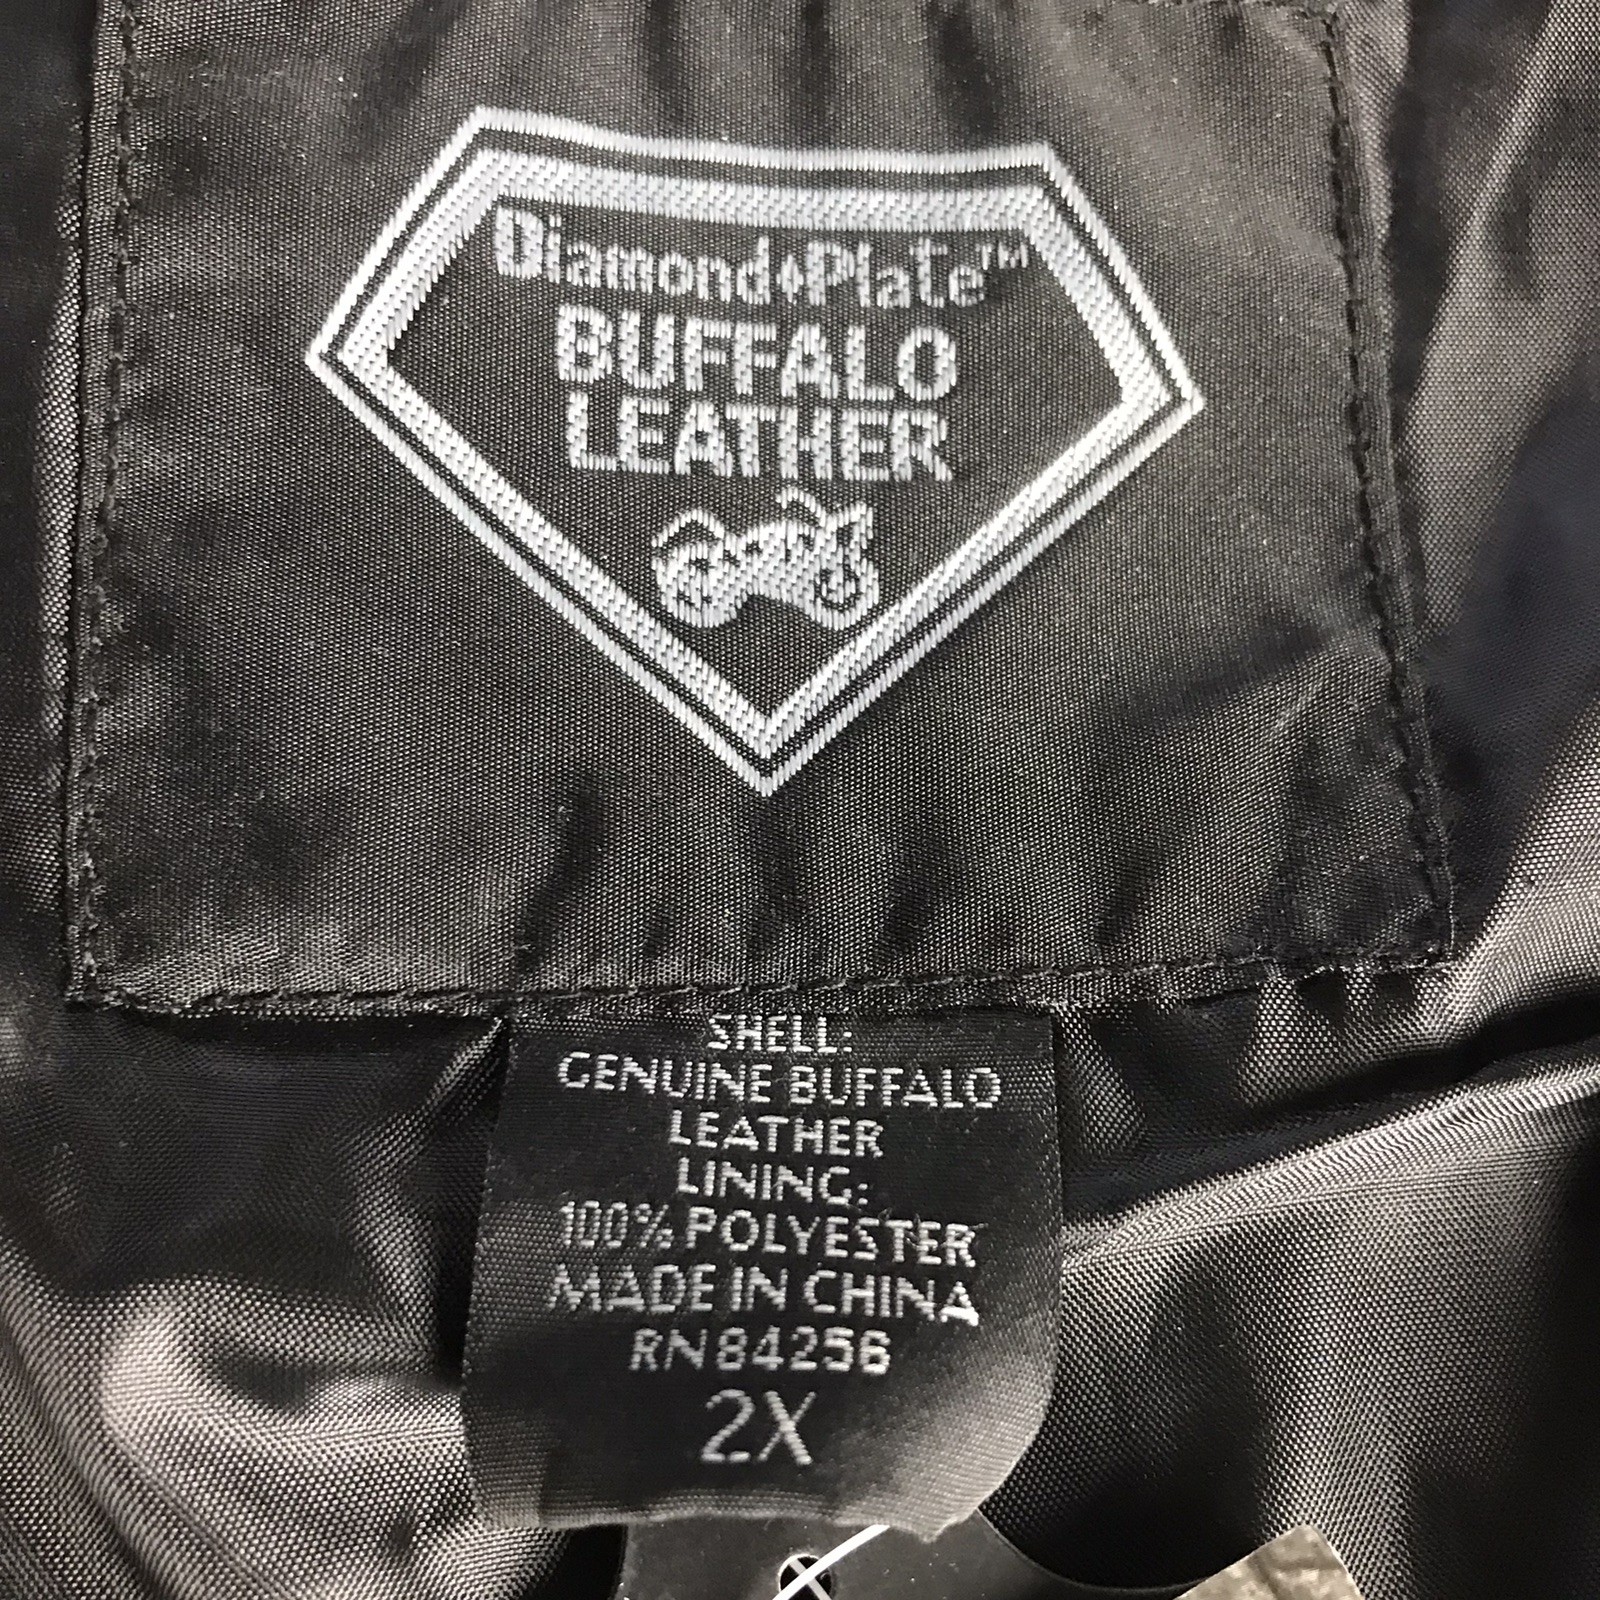 Diamond♦Plate™
BUFFALO
LEATHER
SHELL:
GENUINE BUFFALO
LEATHER
LINING:
100% POLYESTER
MADE IN CHINA
RN84256
2X